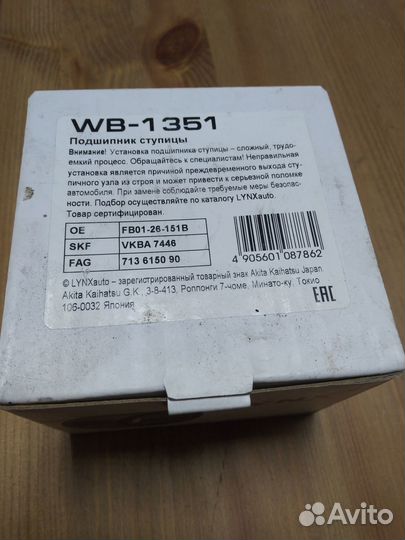 WB-1351
Подшипник ступицы
Внимание! Установка подшипника ступицы – сложный, трудо-
емкий процесс. Обращайтесь к специалистам! Неправильная
установка является причиной преждевременного выхода сту-
пичного узла из строя и может привести к серьезной поломке
автомобиля. При замене соблюдайте требуемые меры безопас-
ности. Подбор осуществляйте по каталогу LYNXauto.
Товар сертифицирован.
OE FB01-26-151B
SKF VKBA 7446
FAG 713 6150 90
4 905601 087862
© LYNXauto – зарегистрированный товарный знак Akita Kaihatsu Japan
Akita Kaihatsu G.K., 3-8-413, Роппонги 7-чоме, Минато-ку, Токио
106-0032 Япония
EAC
Avito